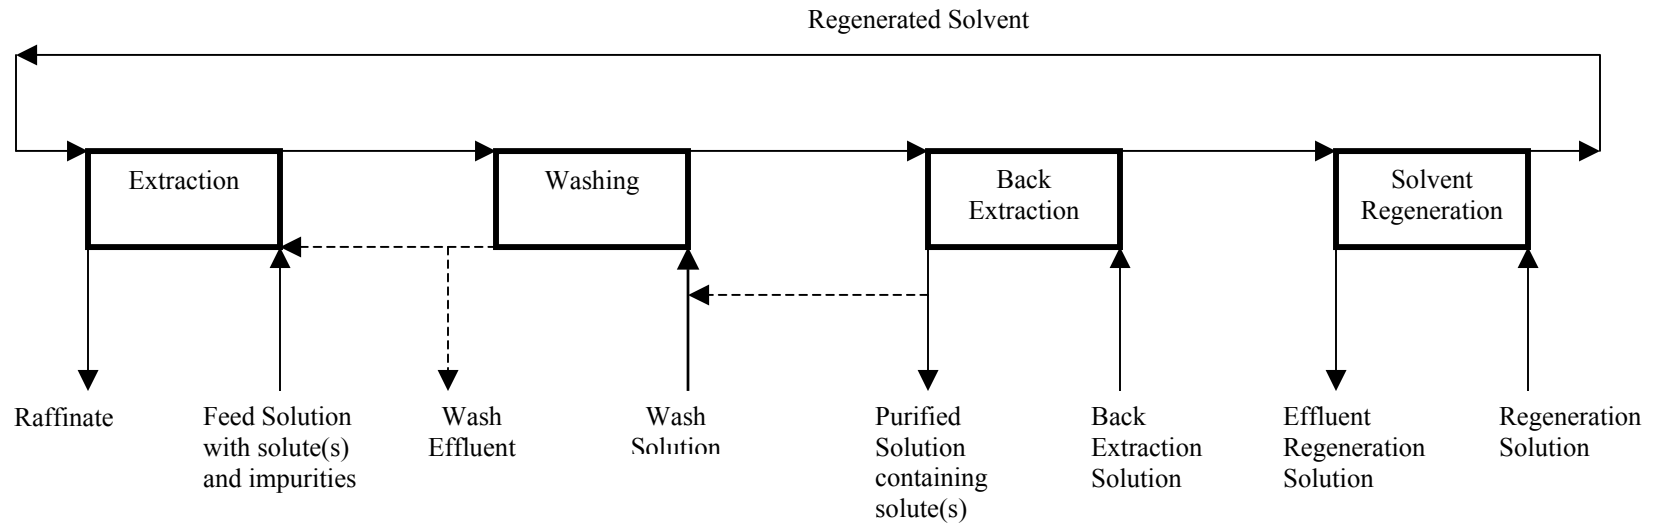 Regenerated Solvent
Extraction
Washing
Back
Extraction
Solvent
Regeneration
Raffinate
Feed Solution
with solute(s)
and impurities
Wash
Effluent
Wash
Solution
Purified
Solution
containing
solute(s)
Back
Extraction
Solution
Effluent
Regeneration
Solution
Regeneration
Solution